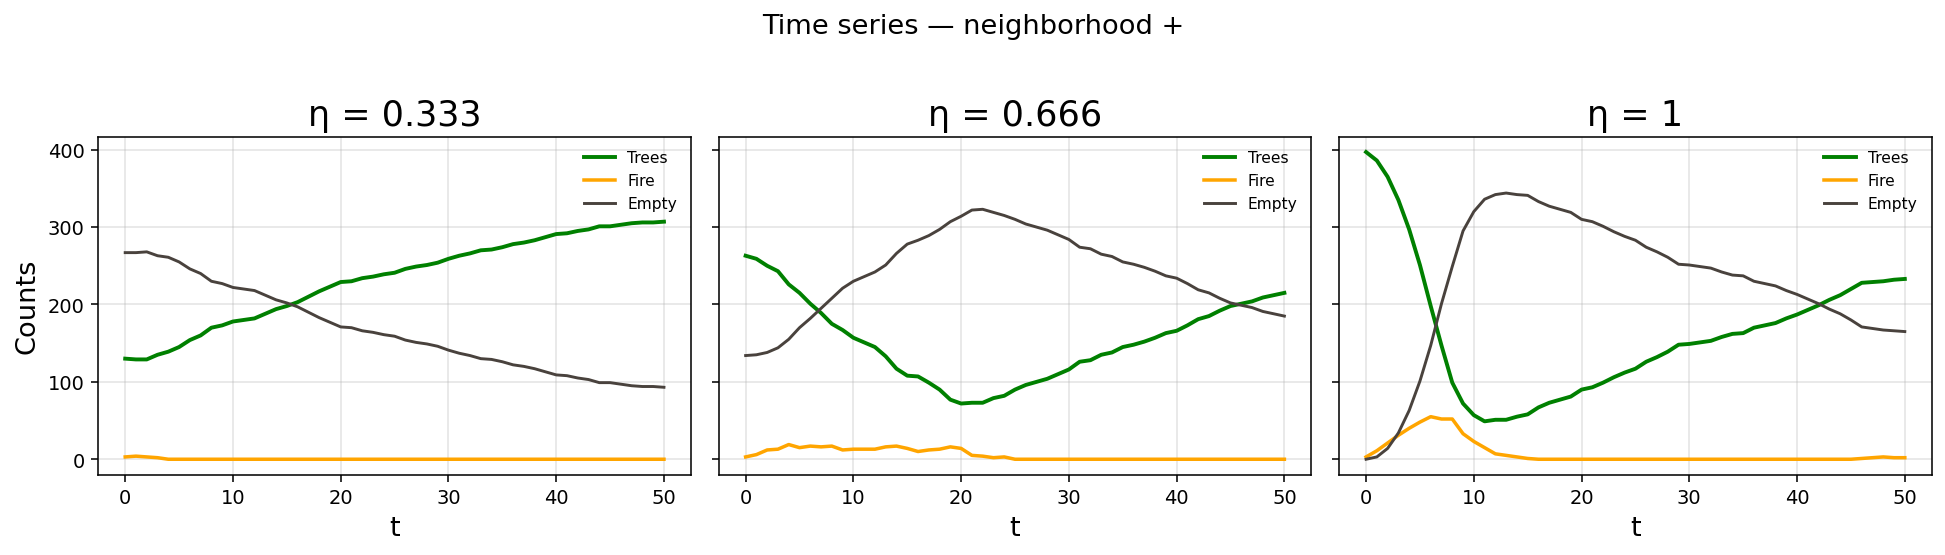 Time series — neighborhood +
η = 0.333
η = 0.666
η = 1
Counts
400
300
200
100
0
Trees
Fire
Empty
Trees
Fire
Empty
Trees
Fire
Empty
0 10 20 30 40 50
0 10 20 30 40 50
0 10 20 30 40 50
t
t
t